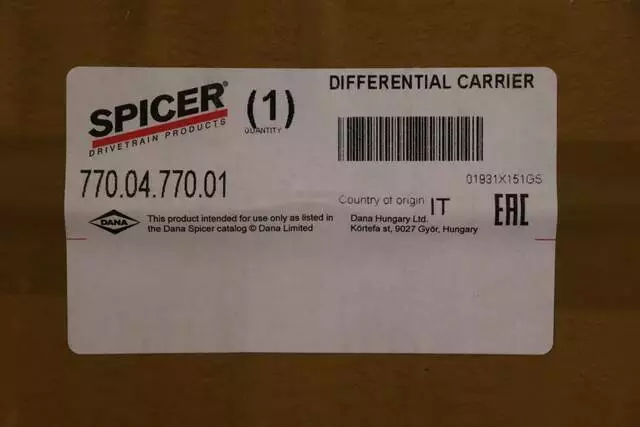 SPICER®
DRIVETRAIN PRODUCTS
(1)
QUANTITY
DIFFERENTIAL CARRIER
01931X151GS
770.04.770.01
Country of origin IT
EAC
DANA
This product intended for use only as listed in
the Dana Spicer catalog © Dana Limited
Dana Hungary Ltd.
Körtefa st, 9027 Győr, Hungary